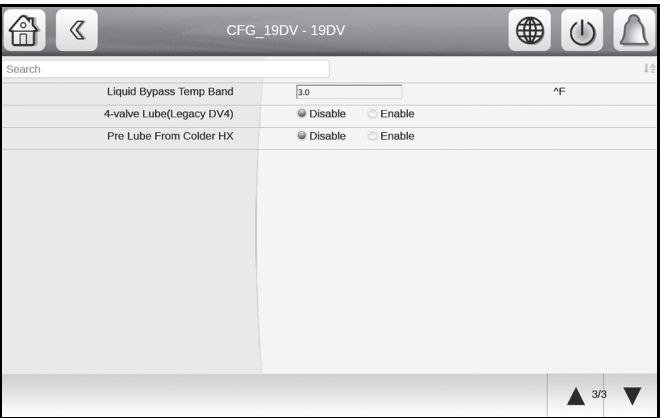 CFG_19DV - 19DV
Search
Liquid Bypass Temp Band 3.0 ^F
4-valve Lube(Legacy DV4) Disable Enable
Pre Lube From Colder HX Disable Enable
3/3